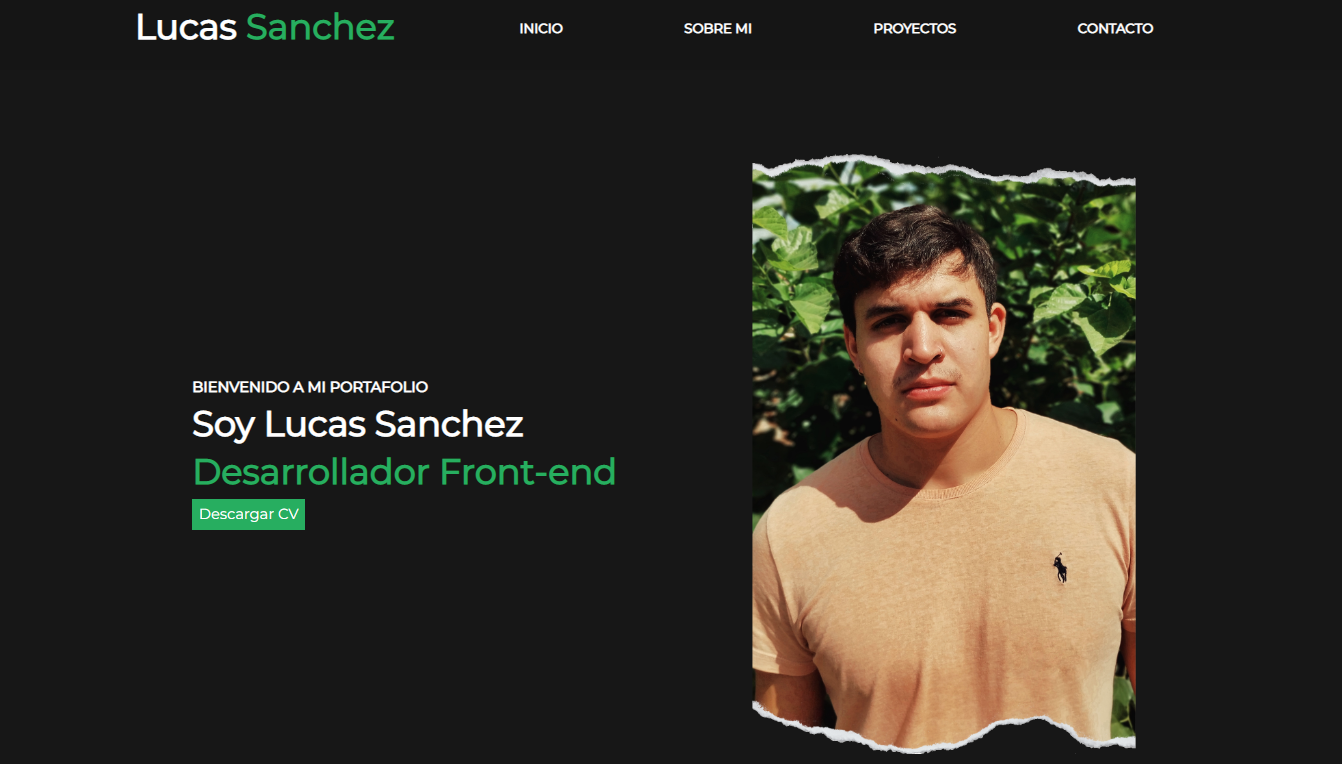 Lucas Sanchez
INICIO
SOBRE MI
PROYECTOS
CONTACTO
BIENVENIDO A MI PORTAFOLIO
Soy Lucas Sanchez
Desarrollador Front-end
Descargar CV